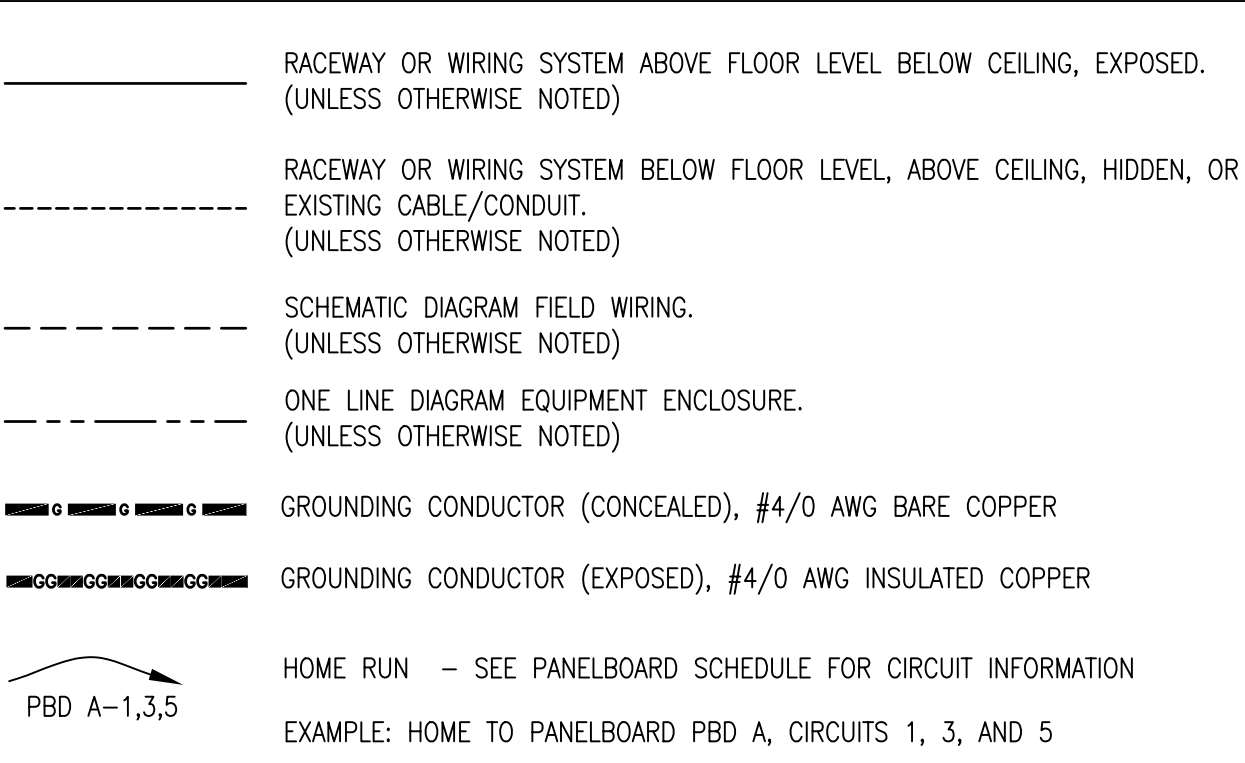 RACEWAY OR WIRING SYSTEM ABOVE FLOOR LEVEL BELOW CEILING, EXPOSED.
(UNLESS OTHERWISE NOTED)
RACEWAY OR WIRING SYSTEM BELOW FLOOR LEVEL, ABOVE CEILING, HIDDEN, OR
EXISTING CABLE/CONDUIT.
(UNLESS OTHERWISE NOTED)
SCHEMATIC DIAGRAM FIELD WIRING.
(UNLESS OTHERWISE NOTED)
ONE LINE DIAGRAM EQUIPMENT ENCLOSURE.
(UNLESS OTHERWISE NOTED)
G G G GROUNDING CONDUCTOR (CONCEALED), #4/0 AWG BARE COPPER
GG GG GG GG GROUNDING CONDUCTOR (EXPOSED), #4/0 AWG INSULATED COPPER
HOME RUN – SEE PANELBOARD SCHEDULE FOR CIRCUIT INFORMATION
PBD A–1,3,5
EXAMPLE: HOME TO PANELBOARD PBD A, CIRCUITS 1, 3, AND 5